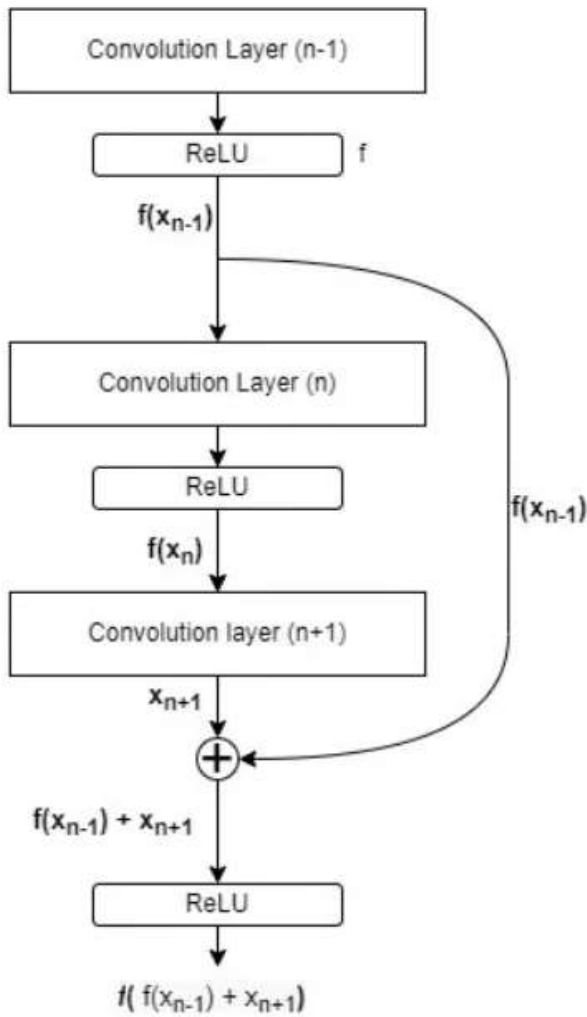 Convolution Layer (n-1)
ReLU
f
f(xn-1)
Convolution Layer (n)
ReLU
f(xn-1)
f(xn)
Convolution layer (n+1)
xn+1
+
f(xn-1) + xn+1
ReLU
f( f(xn-1) + xn+1)